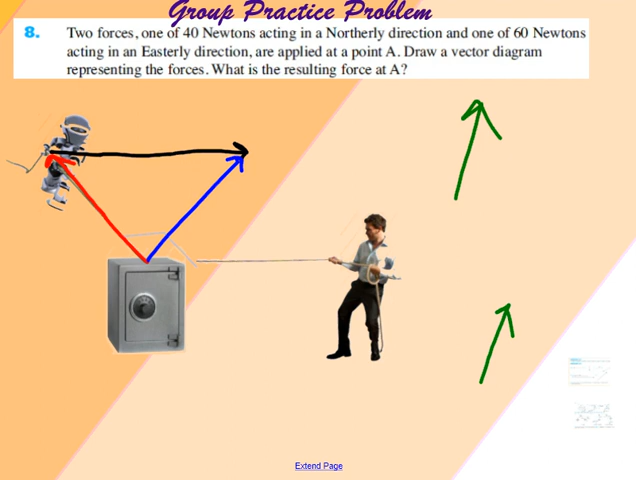 Group Practice Problem
8. Two forces, one of 40 Newtons acting in a Northerly direction and one of 60 Newtons
acting in an Easterly direction, are applied at a point A. Draw a vector diagram
representing the forces. What is the resulting force at A?
Extend Page